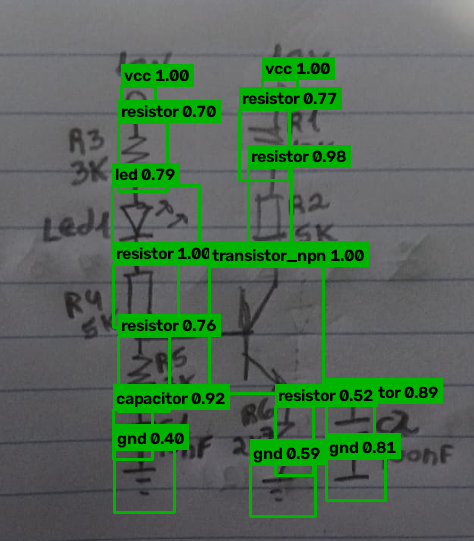 vcc 1.00
vcc 1.00
resistor 0.77
resistor 0.70
R3
R1
3K
resistor 0.98
led 0.79
R2
Led1
5K
resistor 1.00
transistor_npn 1.00
R4
5K
resistor 0.76
R5
capacitor 0.92
resistor 0.52
tor 0.89
R6
gnd 0.40
nF
gnd 0.59
gnd 0.81